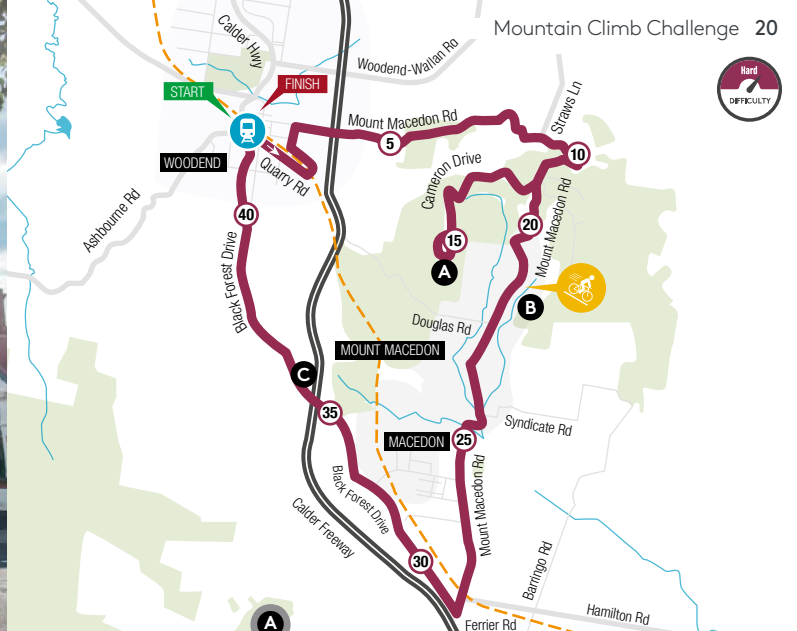 Mountain Climb Challenge 20
Hard
DIFFICULTY
Calder Hwy
Woodend-Wallan Rd
START
FINISH
Straws Ln
Mount Macedon Rd
5
10
WOODEND
Quarry Rd
Cameron Drive
Ashbourne Rd
40
15
20
Mount Macedon Rd
A
Black Forest Drive
B
Douglas Rd
MOUNT MACEDON
C
35
Syndicate Rd
MACEDON
25
Black Forest Drive
Mount Macedon Rd
Calder Freeway
30
Barringo Rd
Hamilton Rd
Ferrier Rd
A